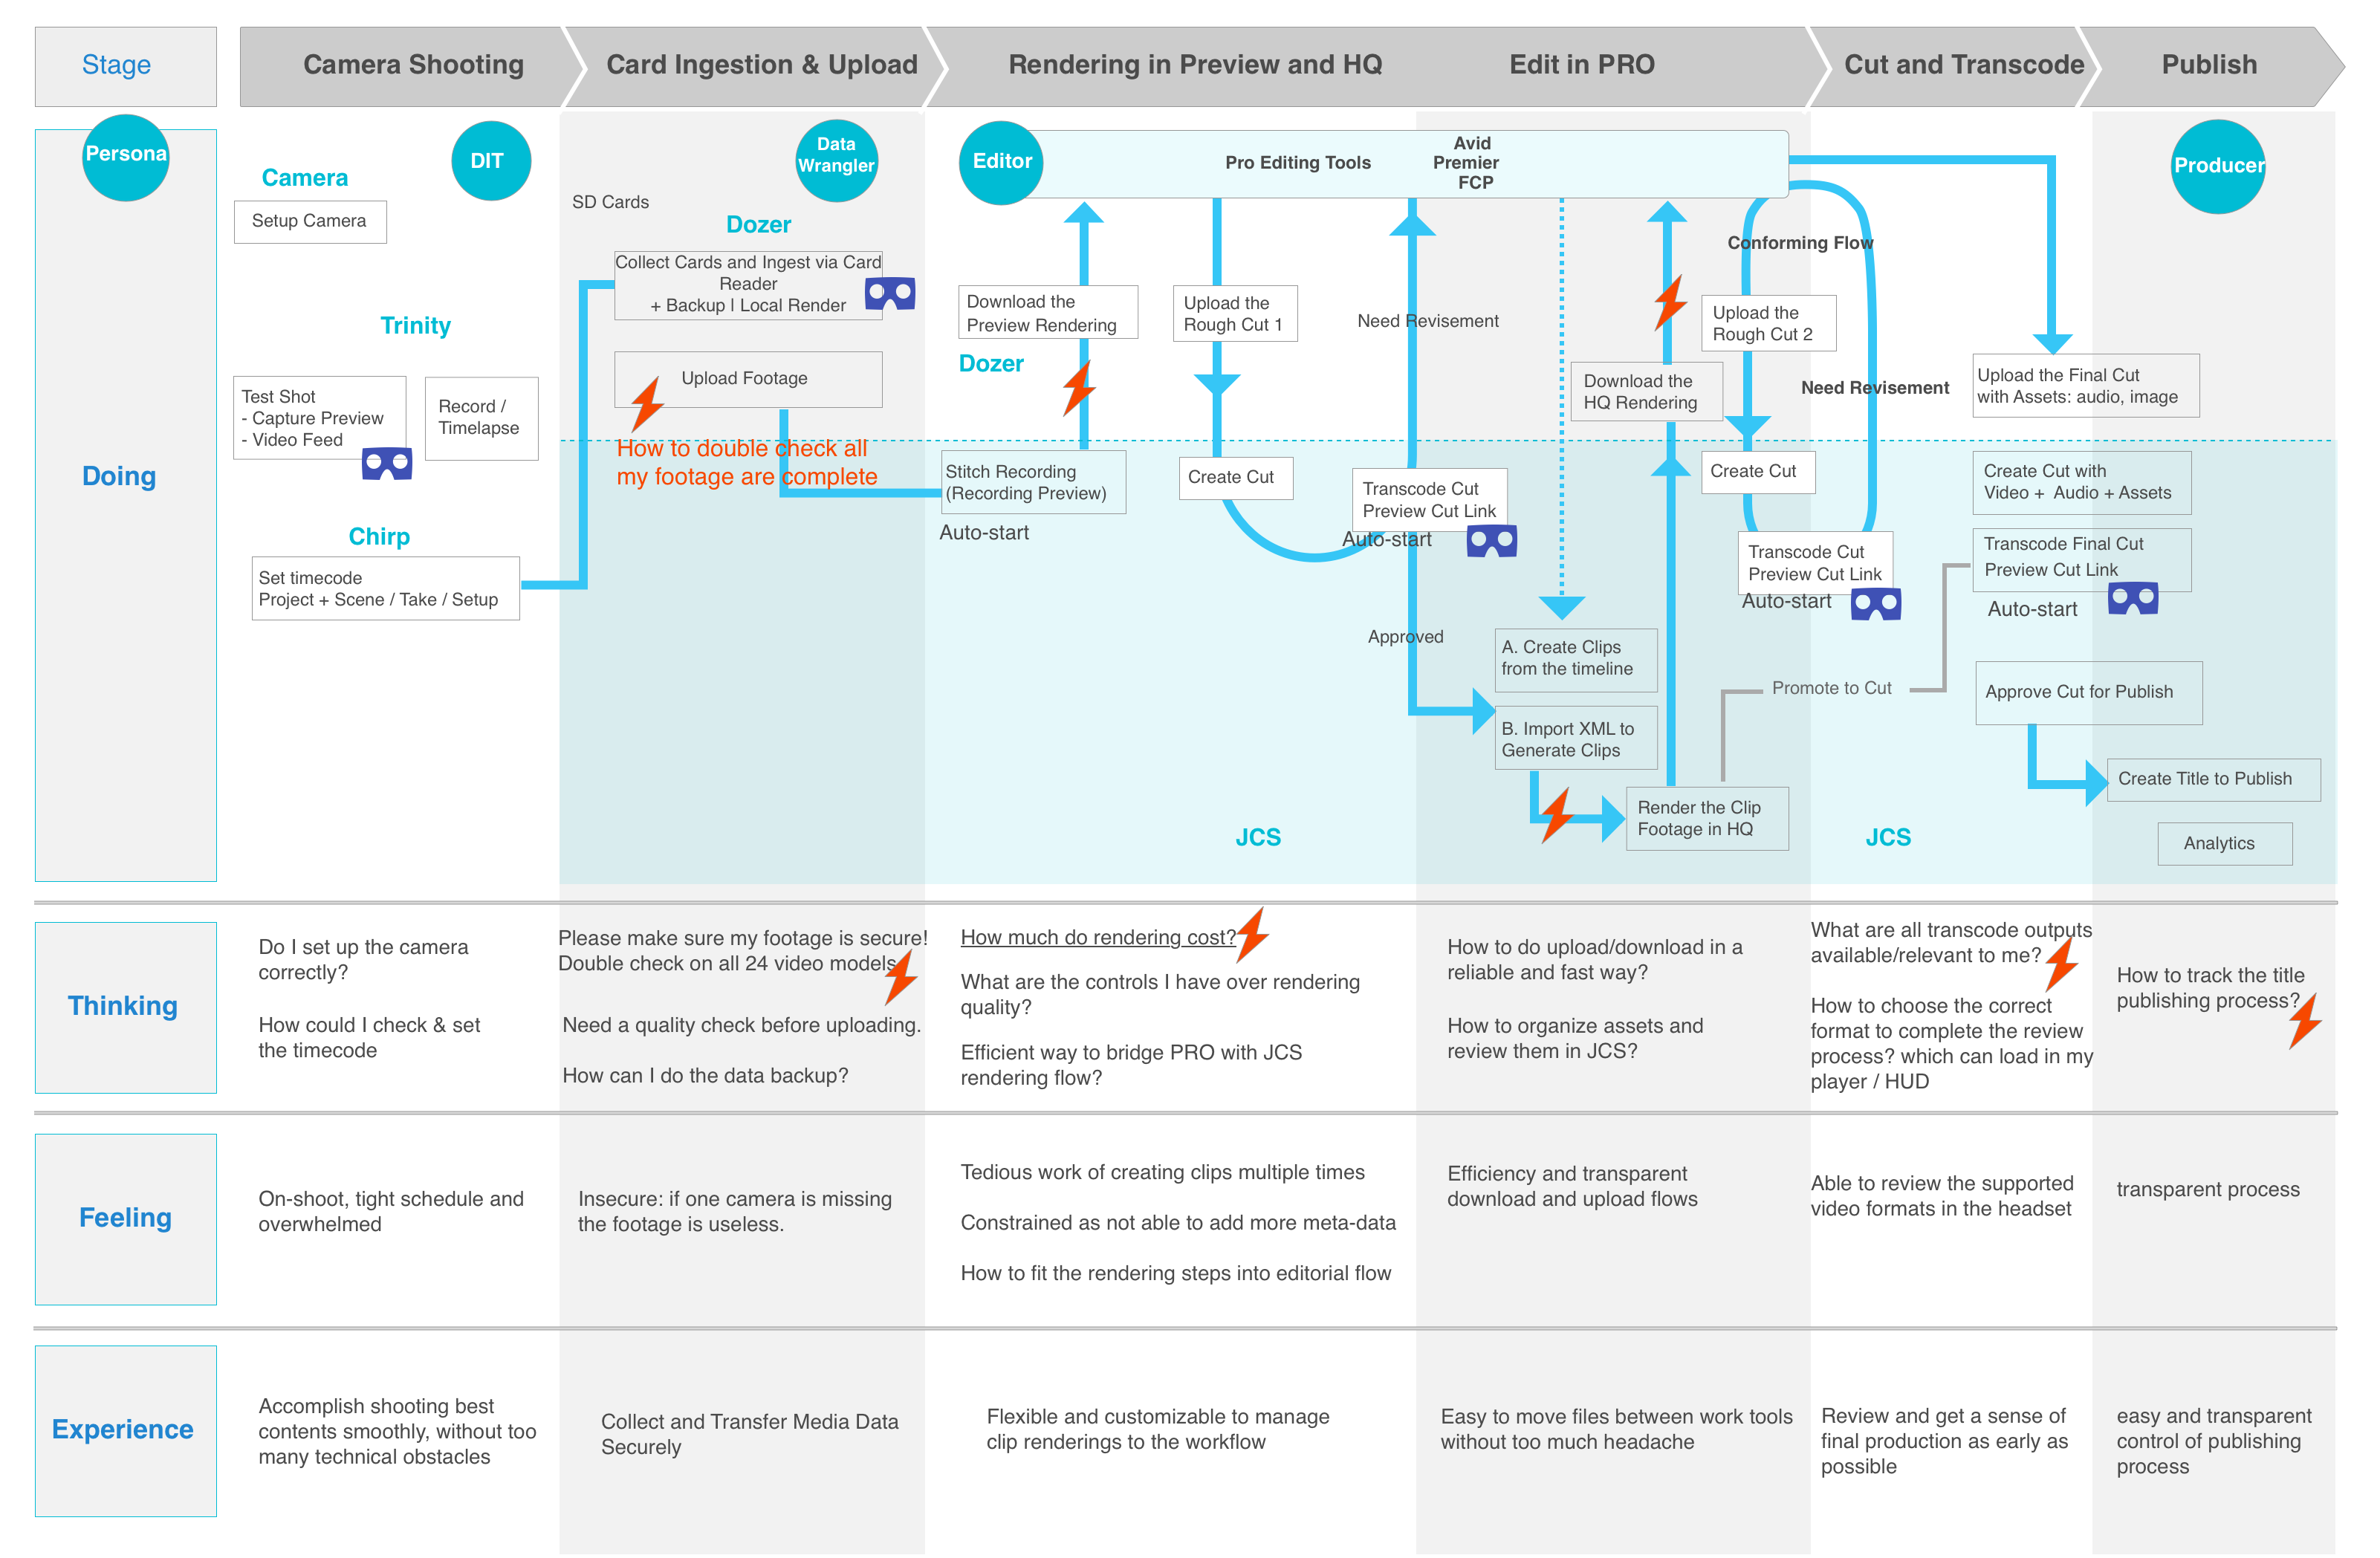 Stage
Camera Shooting
Card Ingestion & Upload
Rendering in Preview and HQ
Edit in PRO
Cut and Transcode
Publish
Persona
Doing
Camera
Setup Camera
DIT
Trinity
Test Shot
- Capture Preview
- Video Feed
Record /
Timelapse
Chirp
Set timecode
Project + Scene / Take / Setup
Data
Wrangler
SD Cards
Dozer
Collect Cards and Ingest via Card
Reader
+ Backup | Local Render
Upload Footage
How to double check all
my footage are complete
Editor
Pro Editing Tools
Avid
Premier
FCP
Download the
Preview Rendering
Dozer
Stitch Recording
(Recording Preview)
Auto-start
Upload the
Rough Cut 1
Create Cut
Need Revisement
Transcode Cut
Preview Cut Link
Auto-start
Approved
A. Create Clips
from the timeline
B. Import XML to
Generate Clips
Render the Clip
Footage in HQ
Download the
HQ Rendering
JCS
Conforming Flow
Upload the
Rough Cut 2
Need Revisement
Create Cut
Transcode Cut
Preview Cut Link
Auto-start
Promote to Cut
JCS
Producer
Upload the Final Cut
with Assets: audio, image
Create Cut with
Video + Audio + Assets
Transcode Final Cut
Preview Cut Link
Auto-start
Approve Cut for Publish
Create Title to Publish
Analytics
Thinking
Do I set up the camera
correctly?
How could I check & set
the timecode
Please make sure my footage is secure!
Double check on all 24 video models
Need a quality check before uploading.
How can I do the data backup?
How much do rendering cost?
What are the controls I have over rendering
quality?
Efficient way to bridge PRO with JCS
rendering flow?
How to do upload/download in a
reliable and fast way?
How to organize assets and
review them in JCS?
What are all transcode outputs
available/relevant to me?
How to choose the correct
format to complete the review
process? which can load in my
player / HUD
How to track the title
publishing process?
Feeling
On-shoot, tight schedule and
overwhelmed
Insecure: if one camera is missing
the footage is useless.
Tedious work of creating clips multiple times
Constrained as not able to add more meta-data
How to fit the rendering steps into editorial flow
Efficiency and transparent
download and upload flows
Able to review the supported
video formats in the headset
transparent process
Experience
Accomplish shooting best
contents smoothly, without too
many technical obstacles
Collect and Transfer Media Data
Securely
Flexible and customizable to manage
clip renderings to the workflow
Easy to move files between work tools
without too much headache
Review and get a sense of
final production as early as
possible
easy and transparent
control of publishing
process